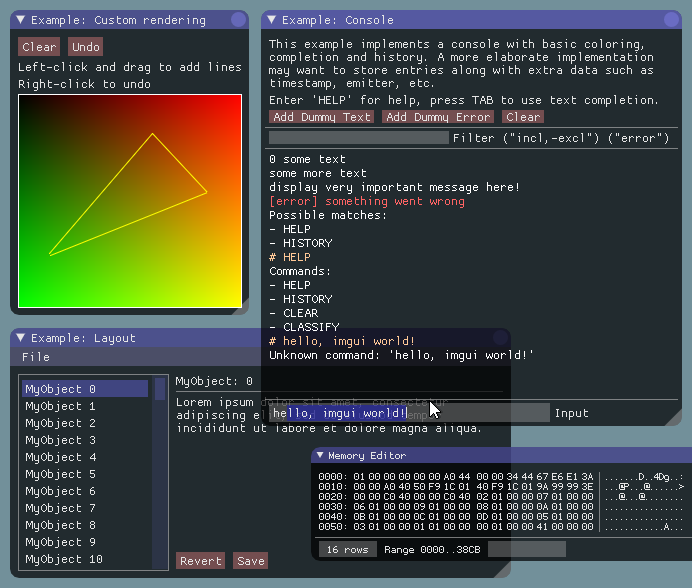 Example: Custom rendering
Clear Undo
Left-click and drag to add lines
Right-click to undo
Example: Console
This example implements a console with basic coloring,
completion and history. A more elaborate implementation
may want to store entries along with extra data such as
timestamp, emitter, etc.
Enter 'HELP' for help, press TAB to use text completion.
Add Dummy Text Add Dummy Error Clear
Filter ("incl,-excl") ("error")
0 some text
some more text
display very important message here!
[error] something went wrong
Possible matches:
- HELP
- HISTORY
# HELP
Commands:
- HELP
- HISTORY
- CLEAR
- CLASSIFY
# hello, imgui world!
Unknown command: 'hello, imgui world!'
hello, imgui world! Input
Example: Layout
File
MyObject 0
MyObject 1
MyObject 2
MyObject 3
MyObject 4
MyObject 5
MyObject 6
MyObject 7
MyObject 8
MyObject 9
MyObject 10
MyObject: 0
Lorem ipsum dolor sit amet, consectetur
adipiscing
incididunt ut labore et dolore magna aliqua.
Revert Save
Memory Editor
0000: 01 00 00 00 00 00 A0 44 00 00 34 44 67 E6 E1 3A .......D..4Dg..:
0010: 00 00 A0 40 50 F9 1C 01 40 F9 1C 01 9A 99 99 3E ...@P...@......>
0020: 00 00 C0 40 00 00 C0 40 02 01 00 00 07 01 00 00 ...@...@........
0030: 06 01 00 00 09 01 00 00 08 01 00 00 0A 01 00 00 ................
0040: 0B 01 00 00 0C 01 00 00 0D 01 00 00 05 01 00 00 ................
0050: 03 01 00 00 01 01 00 00 00 01 00 00 41 00 00 00 ............A...
16 rows Range 0000..38CB